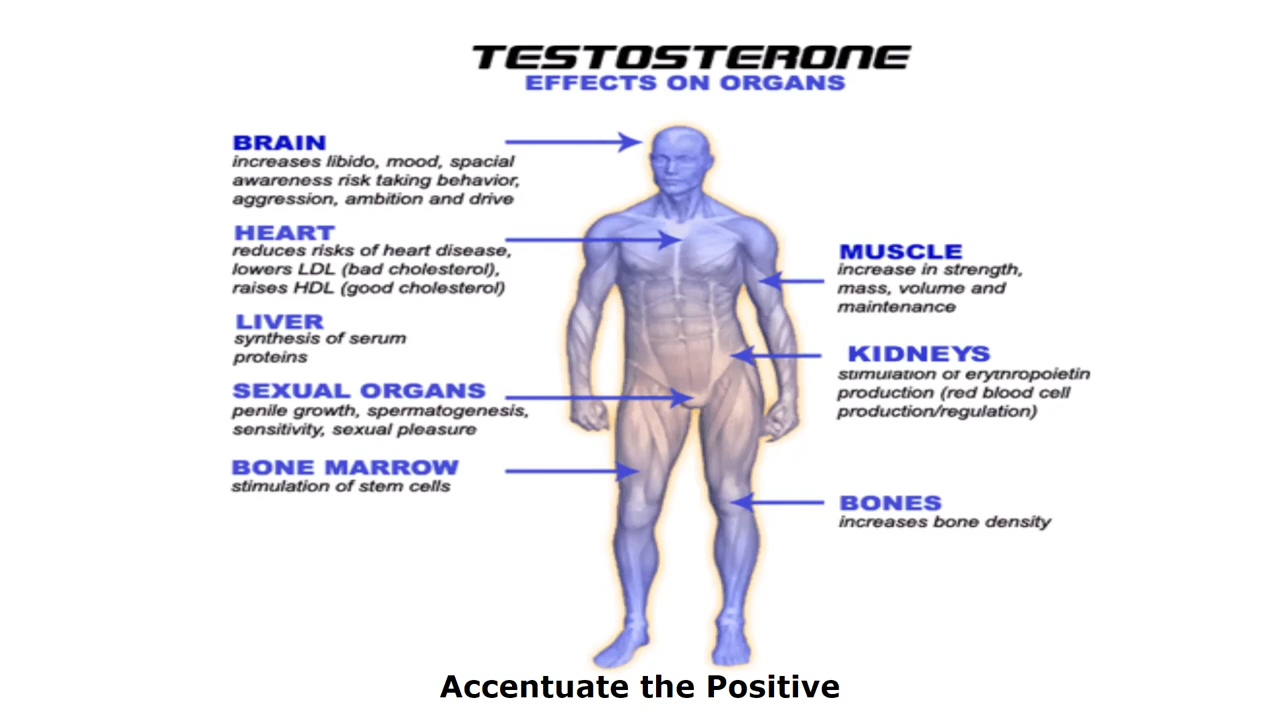 TESTOSTERONE
EFFECTS ON ORGANS
BRAIN
increases libido, mood, spacial
awareness risk taking behavior,
aggression, ambition and drive
HEART
reduces risks of heart disease,
lowers LDL (bad cholesterol),
raises HDL (good cholesterol)
LIVER
synthesis of serum
proteins
SEXUAL ORGANS
penile growth, spermatogenesis,
sensitivity, sexual pleasure
BONE MARROW
stimulation of stem cells
MUSCLE
increase in strength,
mass, volume and
maintenance
KIDNEYS
stimulation of erythropoietin
production (red blood cell
production/regulation)
BONES
increases bone density
Accentuate the Positive